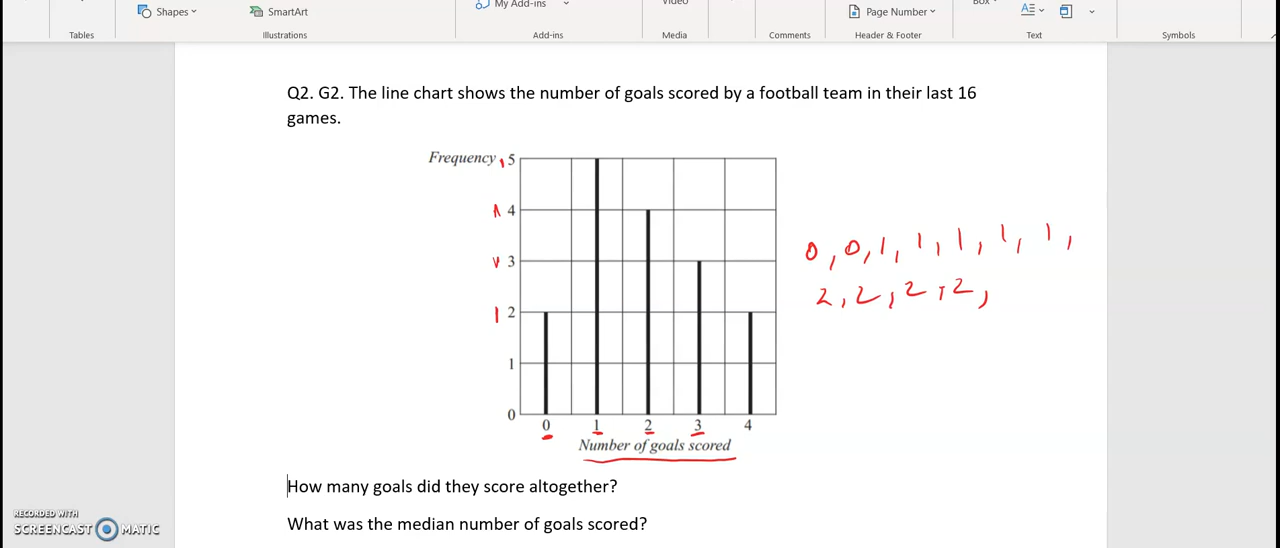 My Add-ins
Video
Box
Shapes
SmartArt
Page Number
Tables
Illustrations
Add-ins
Media
Comments
Header & Footer
Text
Symbols
Q2. G2. The line chart shows the number of goals scored by a football team in their last 16
games.
Frequency 5
4
3
2
1
0
0 1 2 3 4
Number of goals scored
0, 0, 1, 1, 1, 1, 1,
2, 2, 2, 2,
How many goals did they score altogether?
What was the median number of goals scored?
RECORDED WITH
SCREENCAST MATIC